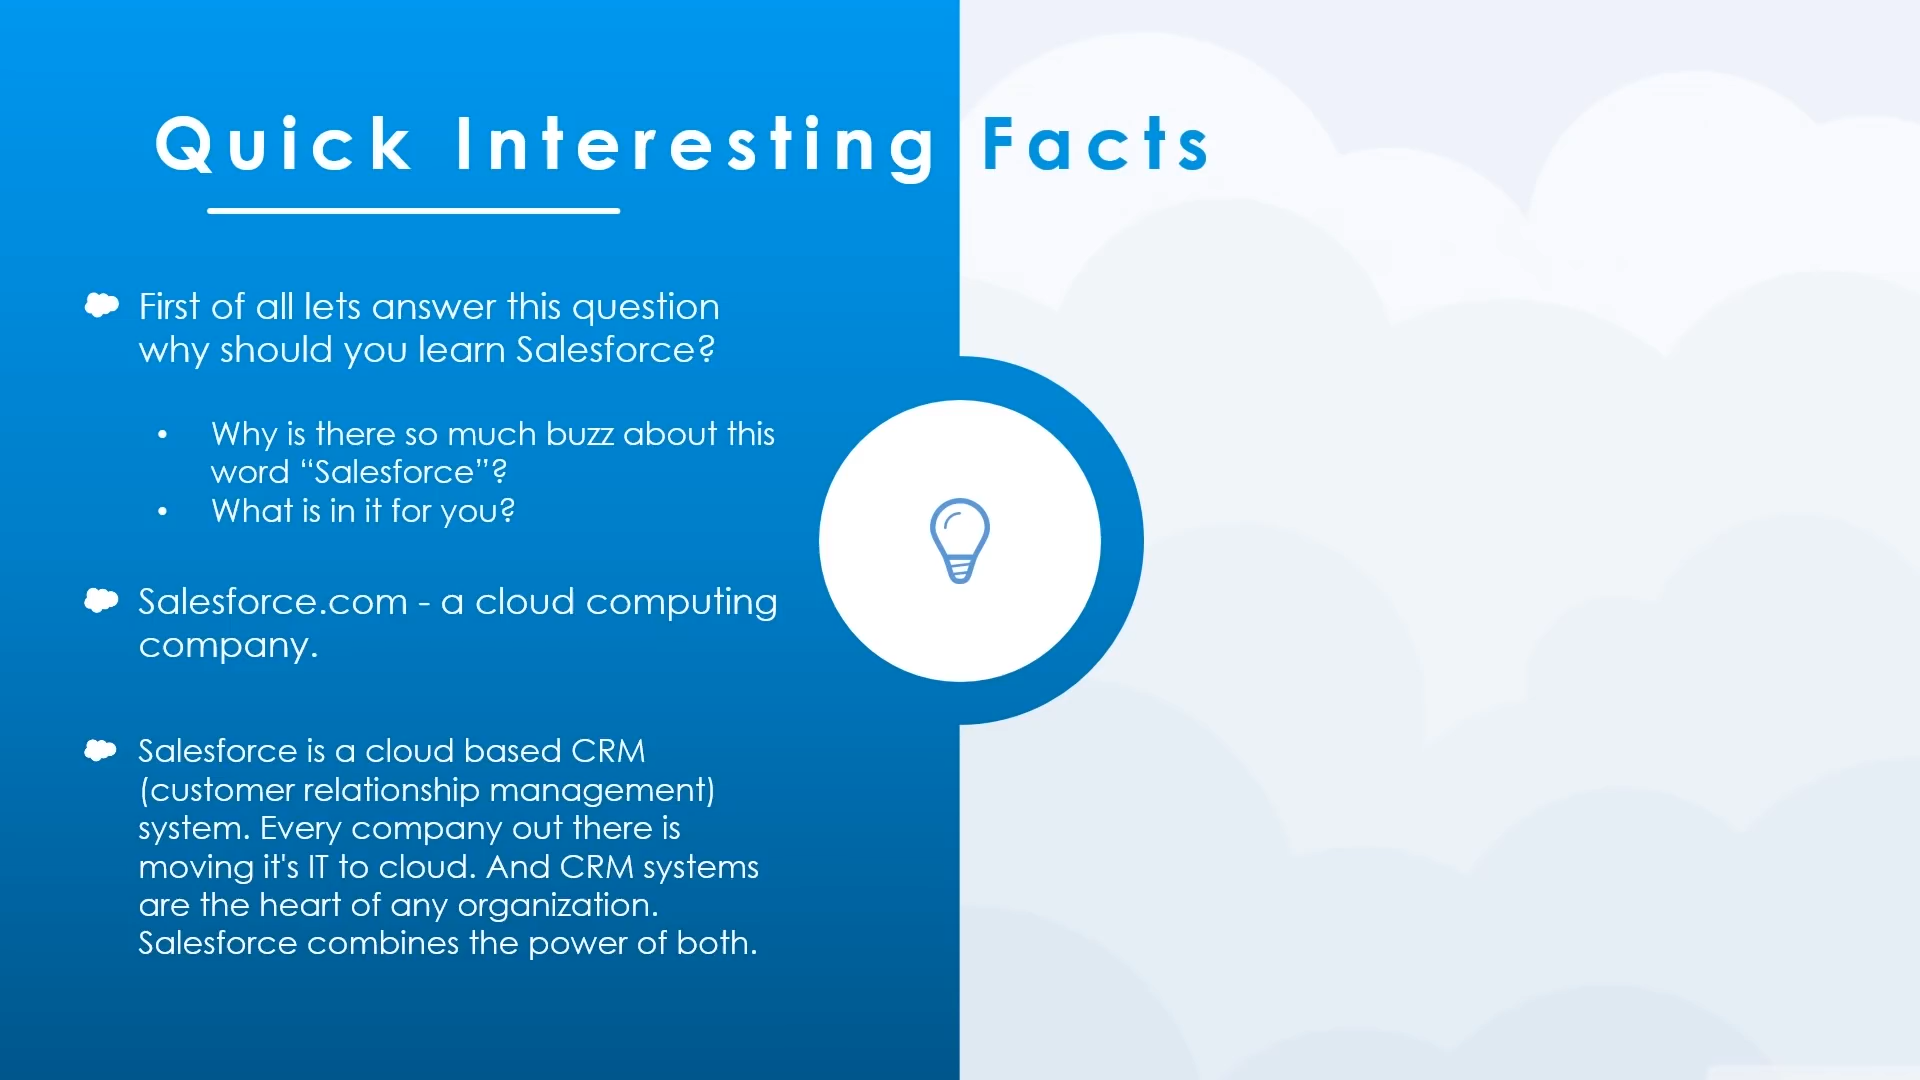 Quick Interesting Facts
First of all lets answer this question
why should you learn Salesforce?
• Why is there so much buzz about this
word “Salesforce”?
• What is in it for you?
Salesforce.com - a cloud computing
company.
Salesforce is a cloud based CRM
(customer relationship management)
system. Every company out there is
moving it's IT to cloud. And CRM systems
are the heart of any organization.
Salesforce combines the power of both.